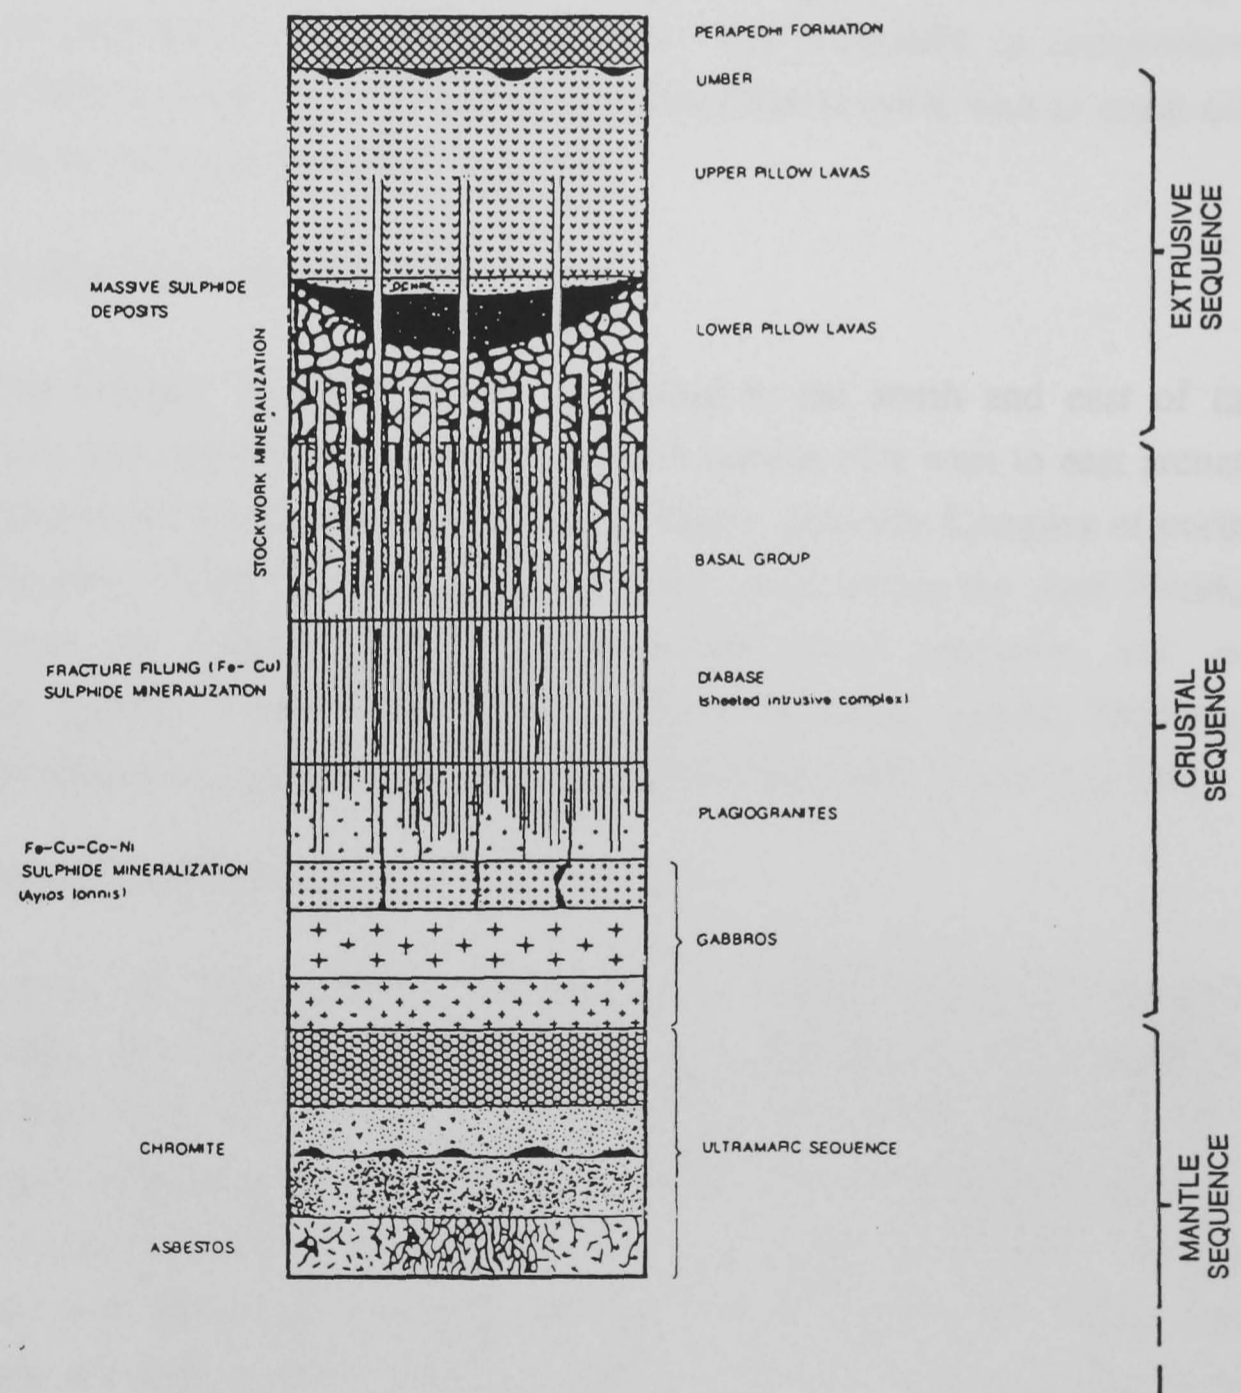 PERAPEDHI FORMATION
UMBER
UPPER PILLOW LAVAS
EXTRUSIVE
SEQUENCE
MASSIVE SULPHIDE
DEPOSITS
OCHRE
LOWER PILLOW LAVAS
STOCKWORK MINERALIZATION
BASAL GROUP
FRACTURE FILLING (Fe- Cu)
SULPHIDE MINERALIZATION
DIABASE
(sheeted intrusive complex)
CRUSTAL
SEQUENCE
PLAGIOGRANITES
Fe-Cu-Co-Ni
SULPHIDE MINERALIZATION
(Ayios Ionnis)
GABBROS
CHROMITE
ULTRAMAFIC SEQUENCE
MANTLE
SEQUENCE
ASBESTOS